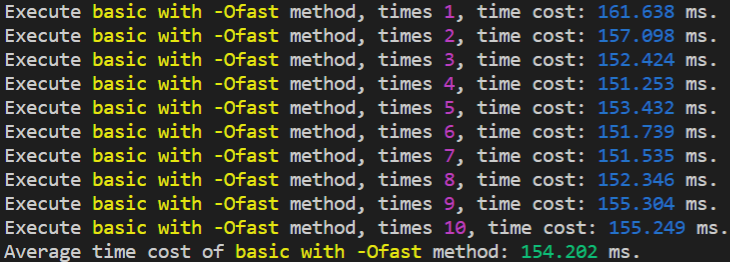 Execute basic with -Ofast method, times 1, time cost: 161.638 ms.
Execute basic with -Ofast method, times 2, time cost: 157.098 ms.
Execute basic with -Ofast method, times 3, time cost: 152.424 ms.
Execute basic with -Ofast method, times 4, time cost: 151.253 ms.
Execute basic with -Ofast method, times 5, time cost: 153.432 ms.
Execute basic with -Ofast method, times 6, time cost: 151.739 ms.
Execute basic with -Ofast method, times 7, time cost: 151.535 ms.
Execute basic with -Ofast method, times 8, time cost: 152.346 ms.
Execute basic with -Ofast method, times 9, time cost: 155.304 ms.
Execute basic with -Ofast method, times 10, time cost: 155.249 ms.
Average time cost of basic with -Ofast method: 154.202 ms.